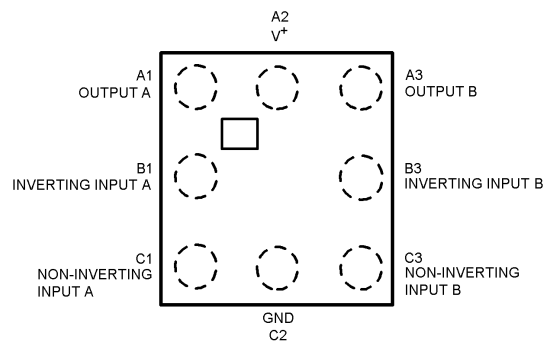 A2
V+
A1
OUTPUT A
A3
OUTPUT B
B1
INVERTING INPUT A
B3
INVERTING INPUT B
C1
NON-INVERTING
INPUT A
C3
NON-INVERTING
INPUT B
GND
C2